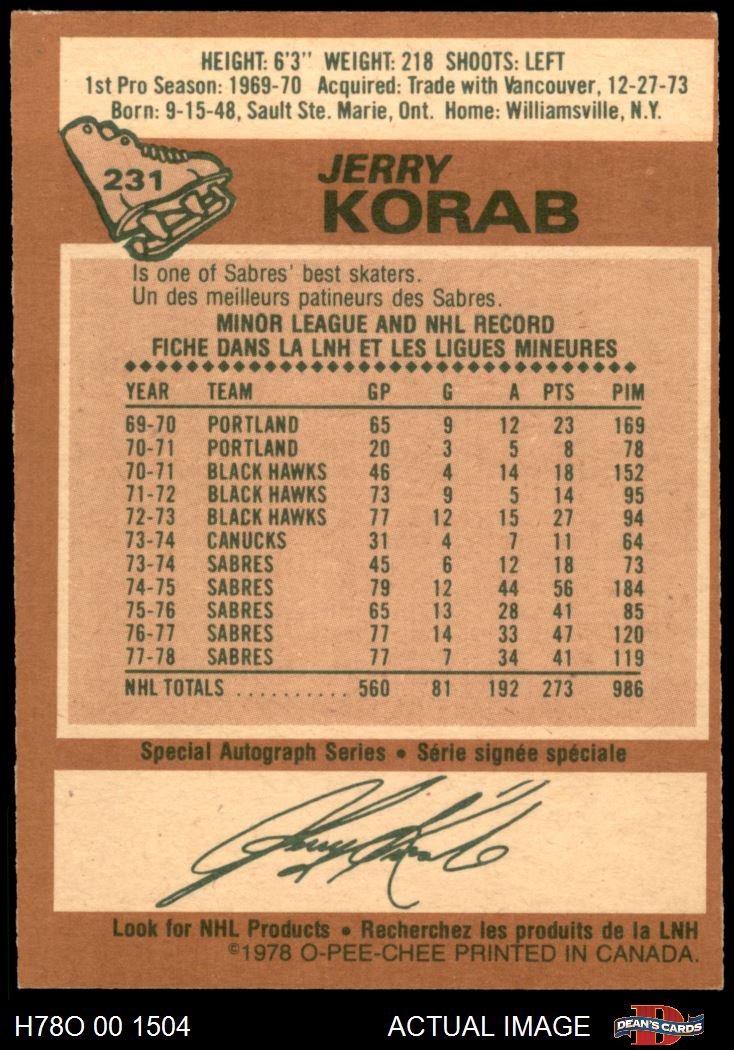 HEIGHT: 6'3" WEIGHT: 218 SHOOTS: LEFT
1st Pro Season: 1969-70 Acquired: Trade with Vancouver, 12-27-73
Born: 9-15-48, Sault Ste. Marie, Ont. Home: Williamsville, N.Y.
231
JERRY
KORAB
Is one of Sabres' best skaters.
Un des meilleurs patineurs des Sabres.
MINOR LEAGUE AND NHL RECORD
FICHE DANS LA LNH ET LES LIGUES MINEURES
YEAR TEAM GP G A PTS PIM
69-70 PORTLAND 65 9 12 23 169
70-71 PORTLAND 20 3 5 8 78
70-71 BLACK HAWKS 46 4 14 18 152
71-72 BLACK HAWKS 73 9 5 14 95
72-73 BLACK HAWKS 77 12 15 27 94
73-74 CANUCKS 31 4 7 11 64
73-74 SABRES 45 6 12 18 73
74-75 SABRES 79 12 44 56 184
75-76 SABRES 65 13 28 41 85
76-77 SABRES 77 14 33 47 120
77-78 SABRES 77 7 34 41 119
NHL TOTALS .......... 560 81 192 273 986
Special Autograph Series • Série signée spéciale
Jerry Korab
Look for NHL Products • Recherchez les produits de la LNH
©1978 O-PEE-CHEE PRINTED IN CANADA.
H78O 00 1504 ACTUAL IMAGE D DEAN'S CARDS